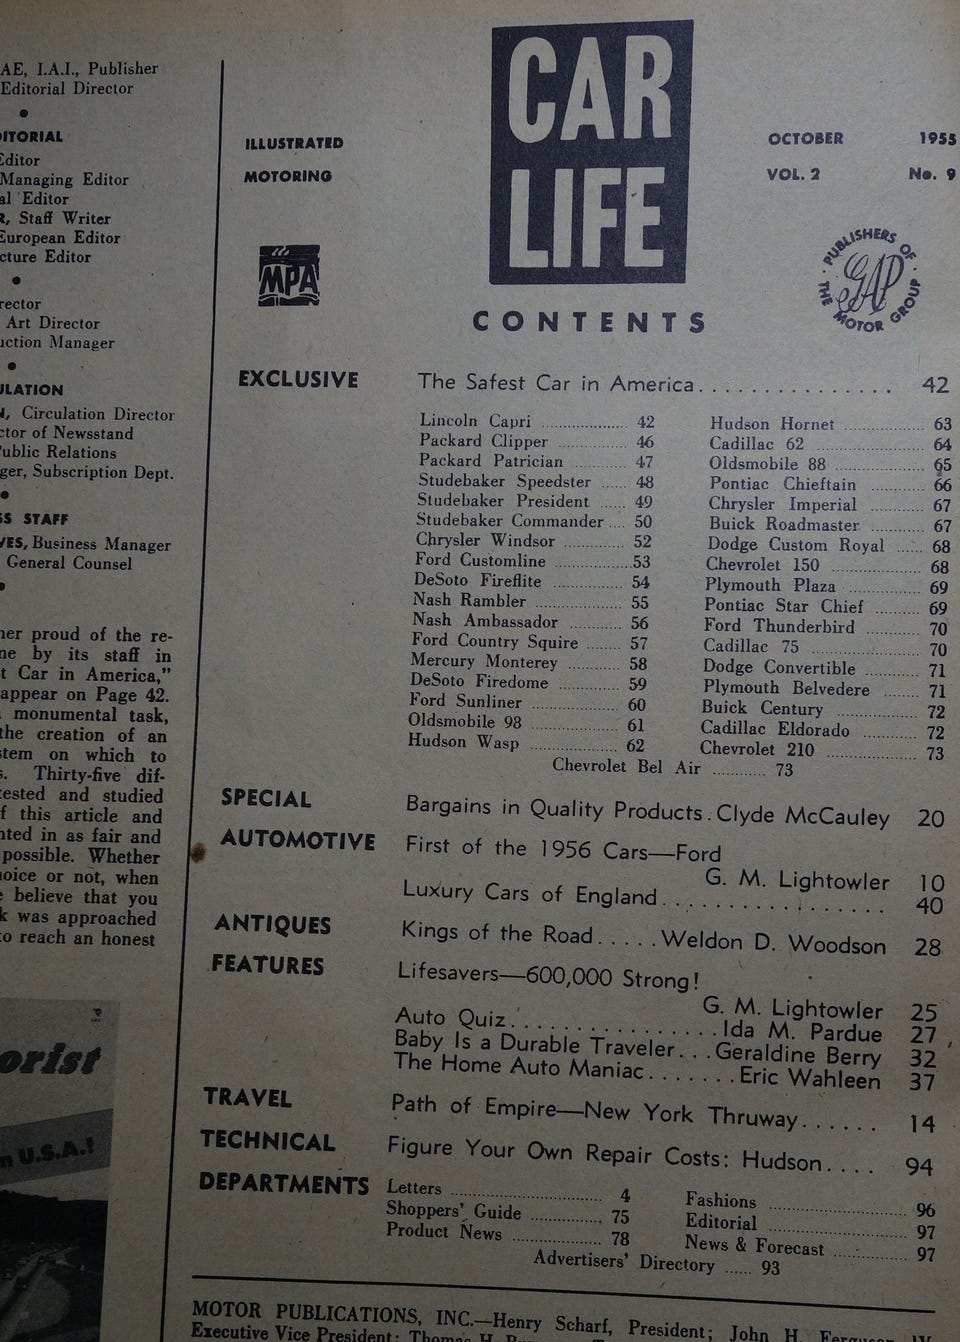 AE, I.A.I., Publisher
Editorial Director
ITORIAL
Editor
Managing Editor
al Editor
R, Staff Writer
European Editor
cture Editor
rector
Art Director
uction Manager
ULATION
N, Circulation Director
ctor of Newsstand
Public Relations
ger, Subscription Dept.
SS STAFF
VES, Business Manager
General Counsel
her proud of the re-
ne by its staff in
t Car in America,"
appear on Page 42.
monumental task,
the creation of an
stem on which to
s. Thirty-five dif-
tested and studied
f this article and
nted in as fair and
possible. Whether
hoice or not, when
e believe that you
k was approached
to reach an honest
orist
n U.S.A.!
ILLUSTRATED
MOTORING
MPA
CAR
LIFE
OCTOBER 1955
VOL. 2 No. 9
PUBLISHERS OF
GAP
THE MOTOR GROUP
CONTENTS
EXCLUSIVE The Safest Car in America. . . . . . . . . . . . . . . 42
Lincoln Capri .................... 42
Packard Clipper ................ 46
Packard Patrician ............ 47
Studebaker Speedster ...... 48
Studebaker President ...... 49
Studebaker Commander .... 50
Chrysler Windsor .............. 52
Ford Customline ..................53
DeSoto Fireflite ................ 54
Nash Rambler .................... 55
Nash Ambassador ............ 56
Ford Country Squire ........ 57
Mercury Monterey ............ 58
DeSoto Firedome .............. 59
Ford Sunliner .................... 60
Oldsmobile 98 .................... 61
Hudson Wasp .................... 62
Hudson Hornet .................. 63
Cadillac 62 ........................ 64
Oldsmobile 88 .................... 65
Pontiac Chieftain ............ 66
Chrysler Imperial ............ 67
Buick Roadmaster ............ 67
Dodge Custom Royal ...... 68
Chevrolet 150 .................... 68
Plymouth Plaza ................ 69
Pontiac Star Chief .......... 69
Ford Thunderbird ............ 70
Cadillac 75 ........................ 70
Dodge Convertible ............ 71
Plymouth Belvedere ........ 71
Buick Century .................. 72
Cadillac Eldorado ............ 72
Chevrolet 210 .................... 73
Chevrolet Bel Air ............ 73
SPECIAL Bargains in Quality Products . Clyde McCauley 20
AUTOMOTIVE First of the 1956 Cars—Ford
G. M. Lightowler 10
Luxury Cars of England. . . . . . . . . . . . . . . . . 40
ANTIQUES Kings of the Road . . . . . Weldon D. Woodson 28
FEATURES Lifesavers—600,000 Strong!
G. M. Lightowler 25
Auto Quiz. . . . . . . . . . . . . . . . Ida M. Pardue 27
Baby Is a Durable Traveler. . . Geraldine Berry 32
The Home Auto Maniac. . . . . . . Eric Wahleen 37
TRAVEL Path of Empire—New York Thruway. . . . . . 14
TECHNICAL Figure Your Own Repair Costs: Hudson. . . . 94
DEPARTMENTS
Letters .................................. 4
Shoppers' Guide ................ 75
Product News .................... 78
Fashions .............................. 96
Editorial .............................. 97
News & Forecast .............. 97
Advertisers' Directory ...... 93
MOTOR PUBLICATIONS, INC.—Henry Scharf, President; John H.
Executive Vice President;